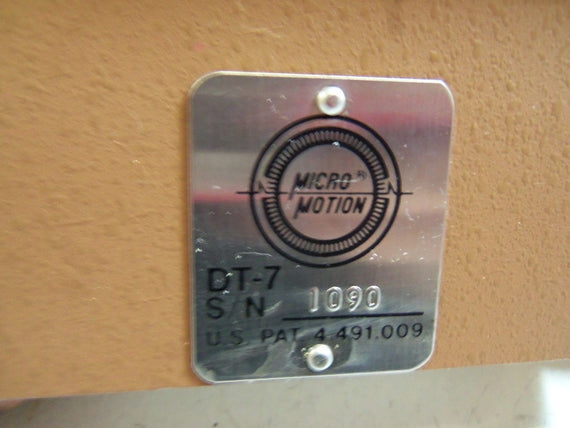 MICRO®
MOTION
DT-7
S/N 1090
U.S. PAT. 4.491.009